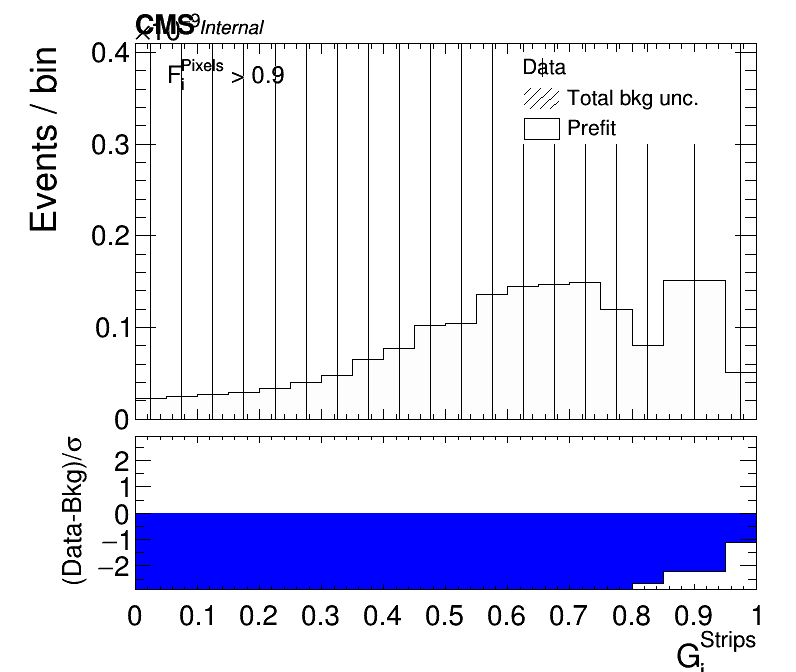 CMS Internal
×10⁻⁹
F_i^Pixels > 0.9
Data
Total bkg unc.
Prefit
Events / bin
0.4
0.3
0.2
0.1
0
(Data-Bkg)/σ
2
1
0
−1
−2
0 0.1 0.2 0.3 0.4 0.5 0.6 0.7 0.8 0.9 1
G_i^Strips